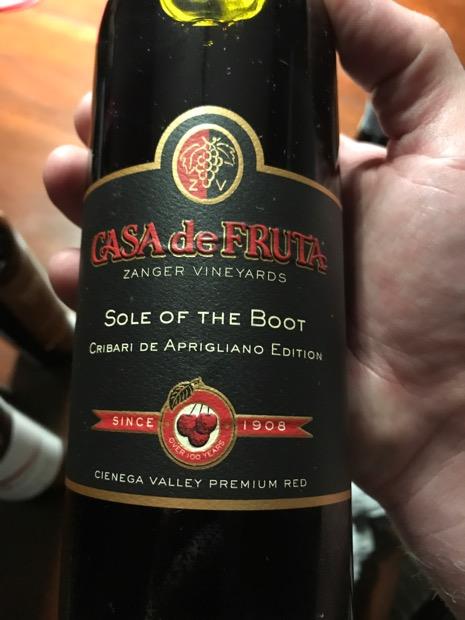 Z V
CASA de FRUTA
ZANGER VINEYARDS
SOLE OF THE BOOT
CRIBARI DE APRIGLIANO EDITION
SINCE 1908
OVER 100 YEARS
CIENEGA VALLEY PREMIUM RED